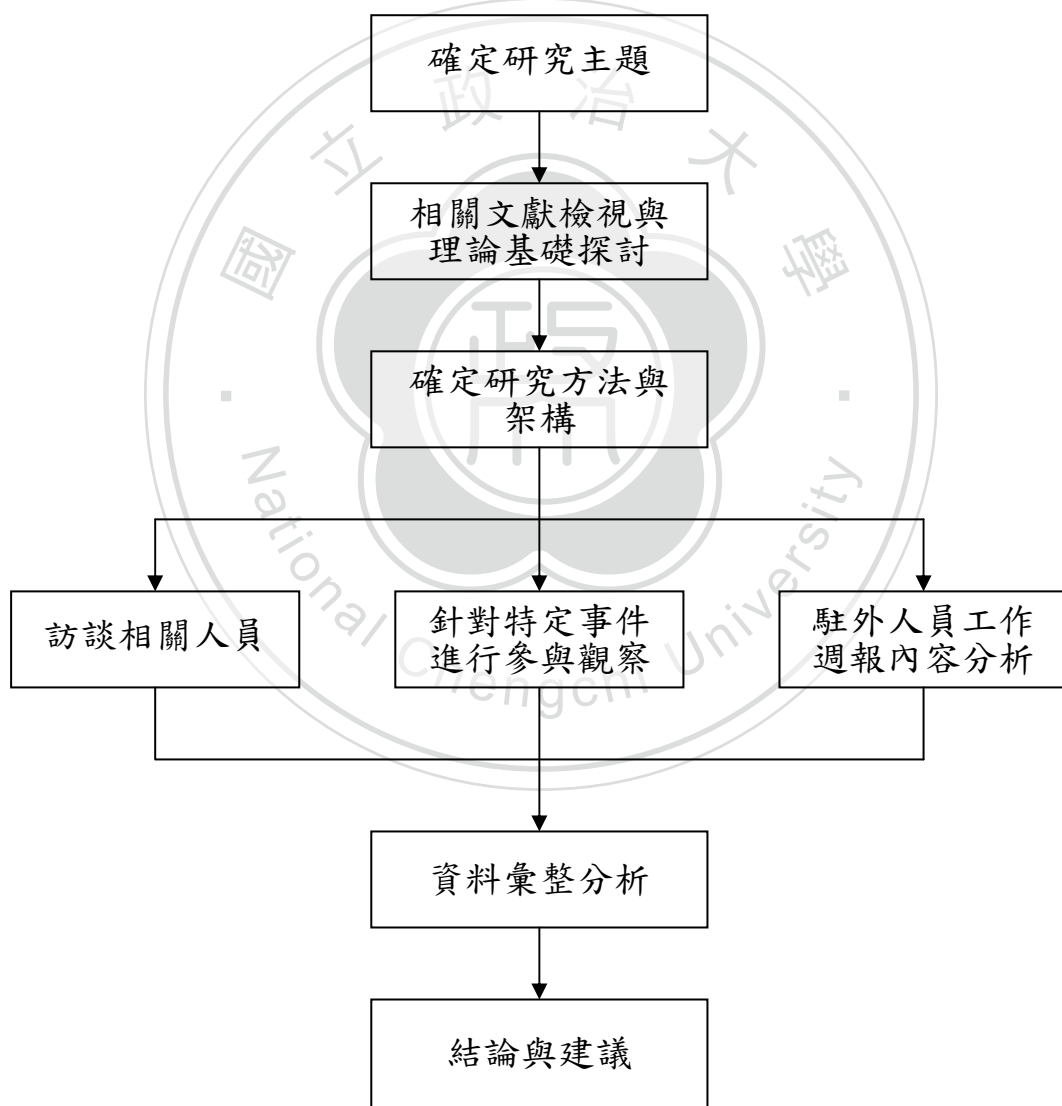 確定研究主題
相關文獻檢視與
理論基礎探討
確定研究方法與
架構
訪談相關人員
針對特定事件
進行參與觀察
駐外人員工作
週報內容分析
資料彙整分析
結論與建議
國立政治大學
National Chengchi University